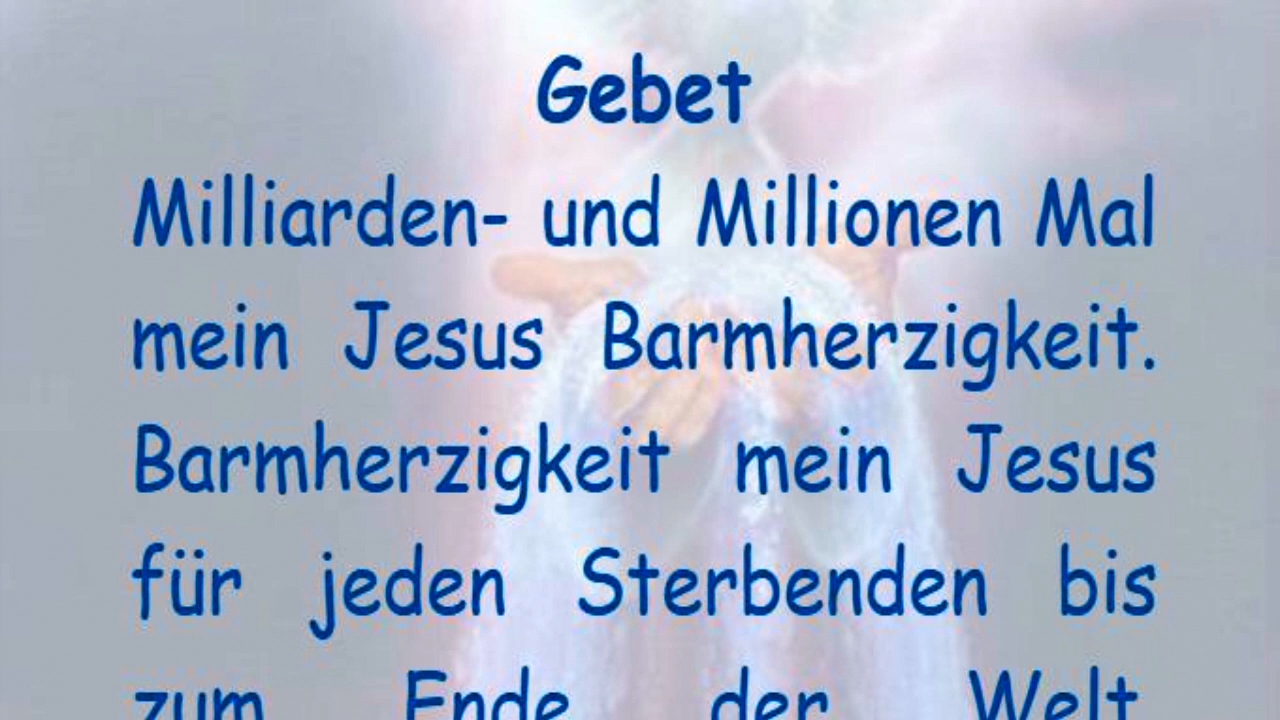 Gebet
Milliarden- und Millionen Mal
mein Jesus Barmherzigkeit.
Barmherzigkeit mein Jesus
für jeden Sterbenden bis
zum Ende der Welt